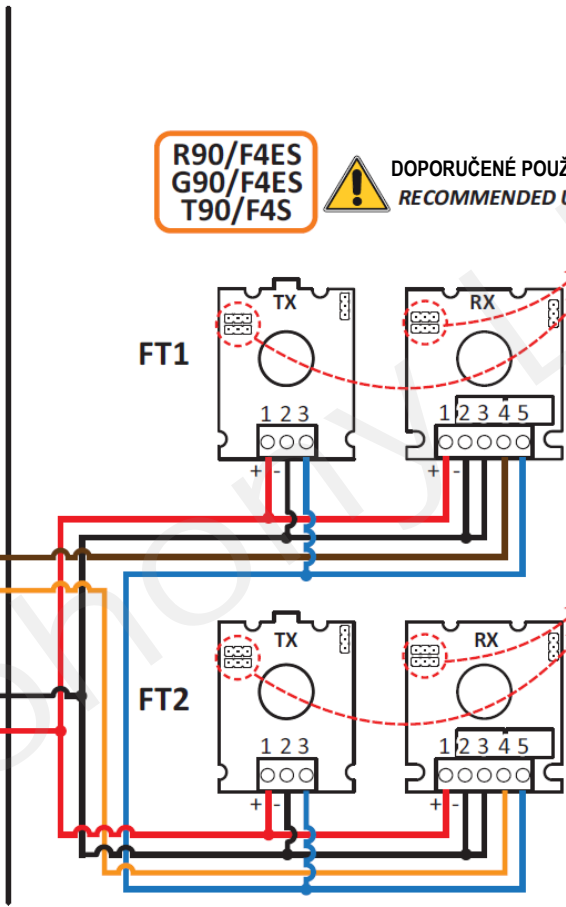 R90/F4ES
G90/F4ES
T90/F4S
DOPORUČENÉ
RECOMMENDED
TX
RX
FT1
1 2 3
1 2 3 4 5
+ -
+ -
TX
RX
FT2
1 2 3
1 2 3 4 5
+ -
+ -